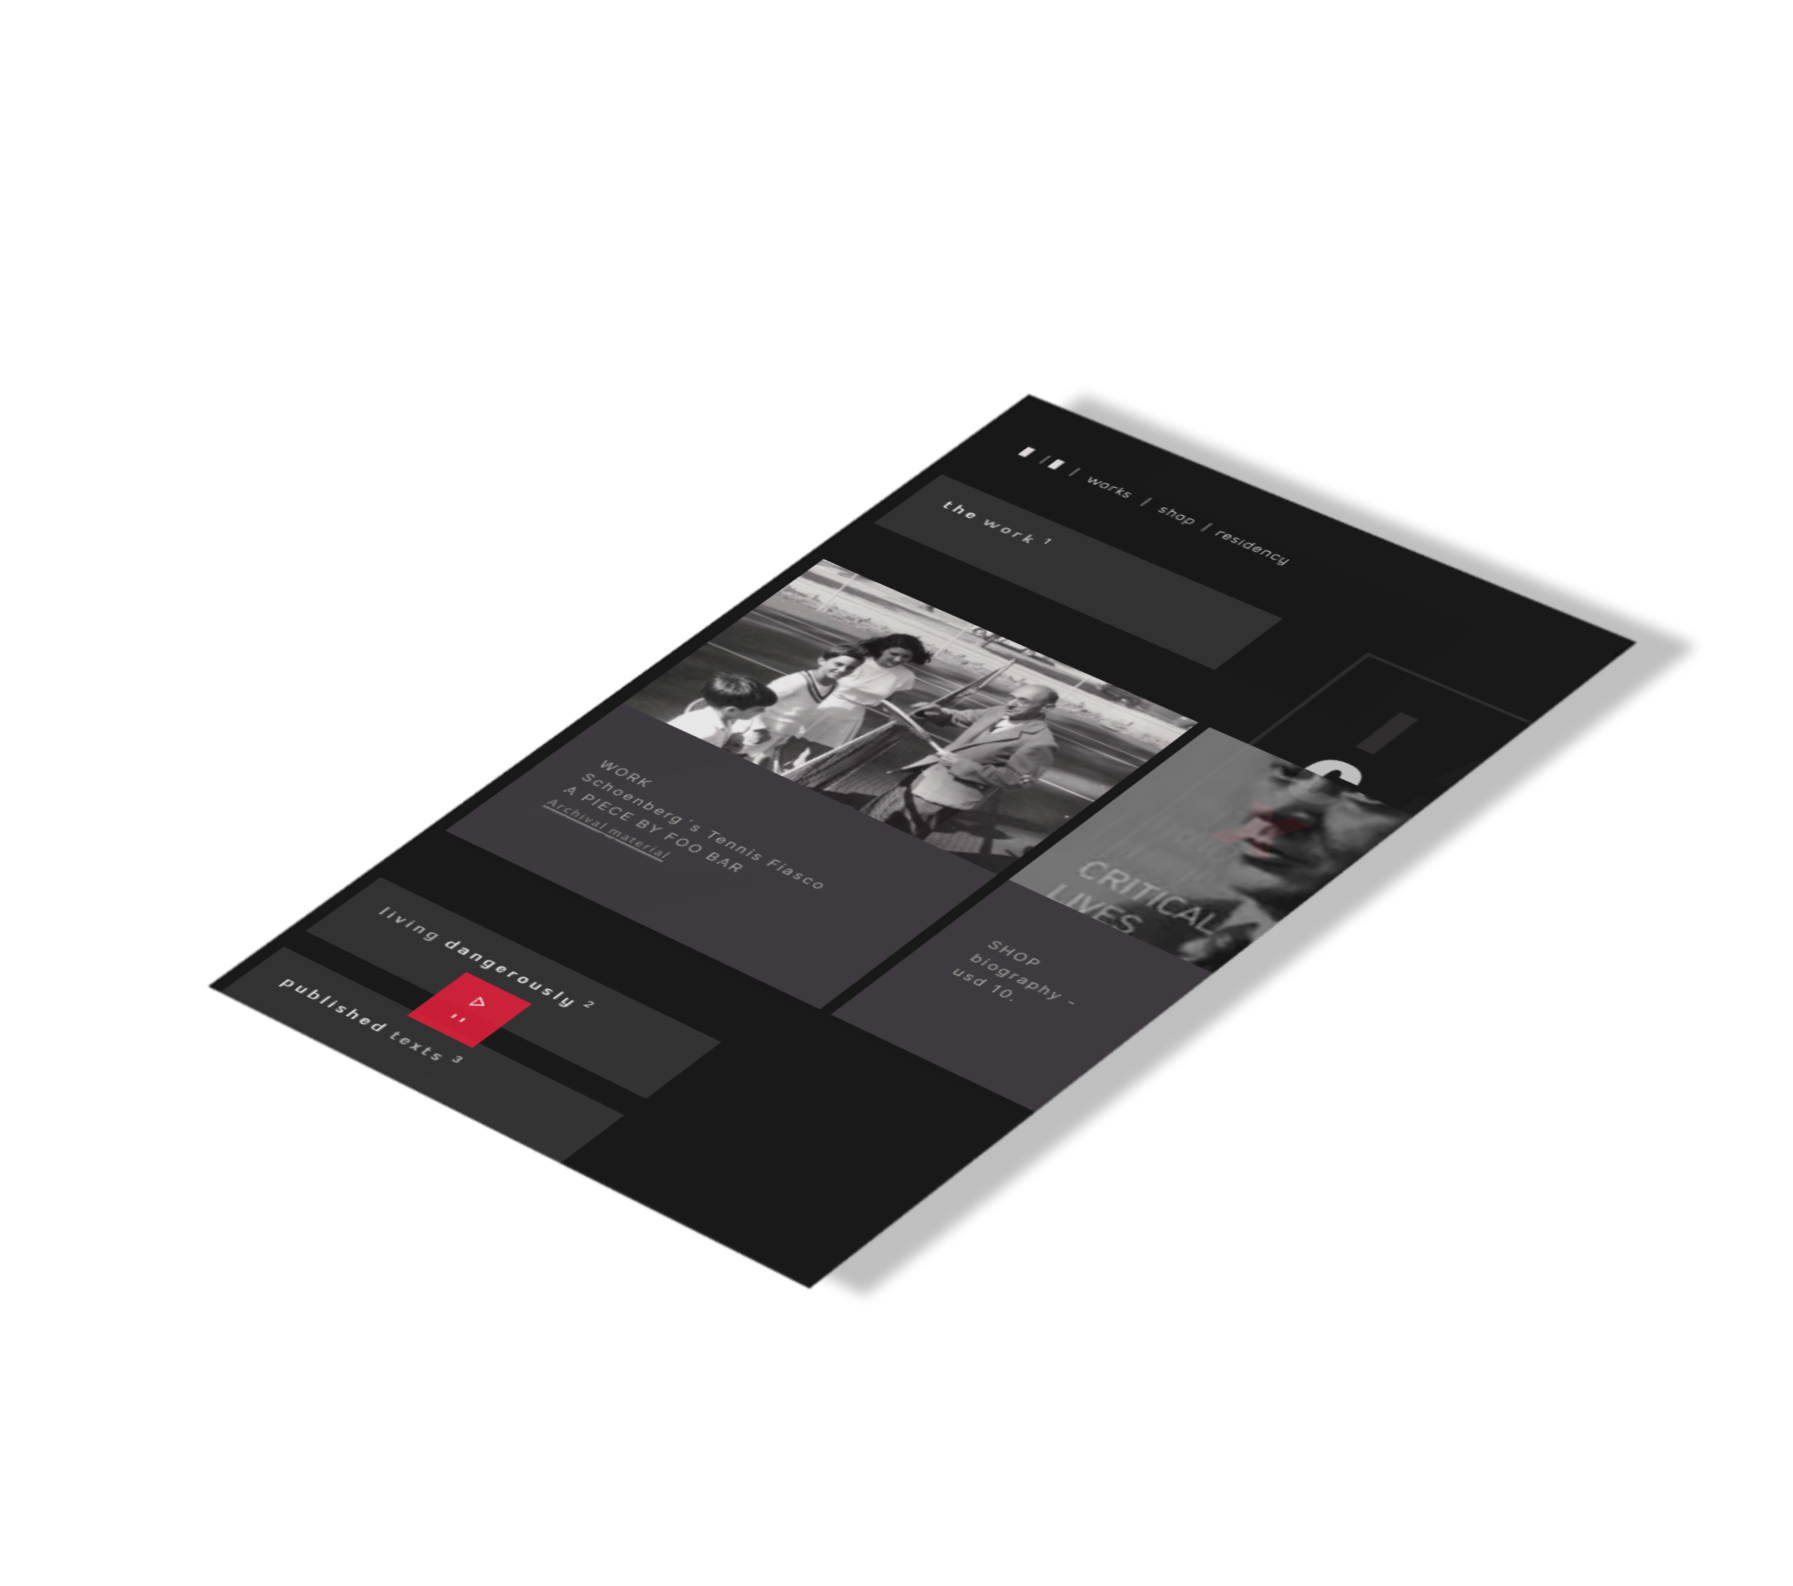 | | works | shop | residency
the work ¹
WORK
Schoenberg's Tennis Fiasco
A PIECE BY FOO BAR
Archival material
CRITICAL
LIVES
SHOP
biography -
usd 10.
living dangerously ²
published texts ³